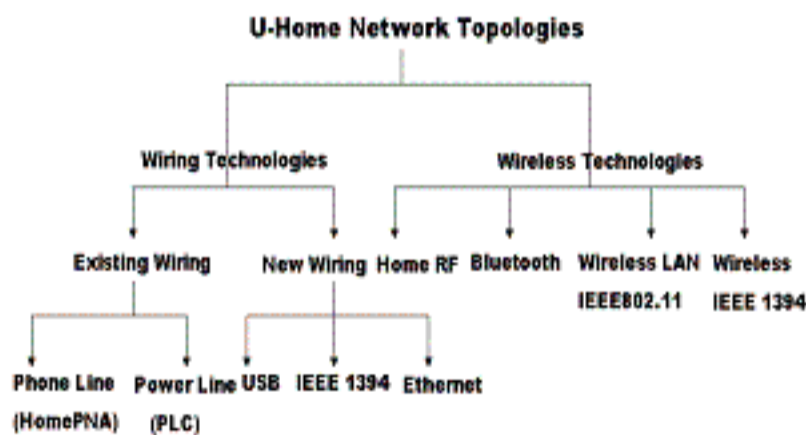 U-Home Network Topologies
Wiring Technologies
Wireless Technologies
Existing Wiring
New Wiring
Home RF
Bluetooth
Wireless LAN
IEEE802.11
Wireless
IEEE 1394
Phone Line
(HomePNA)
Power Line
(PLC)
USB
IEEE 1394
Ethernet